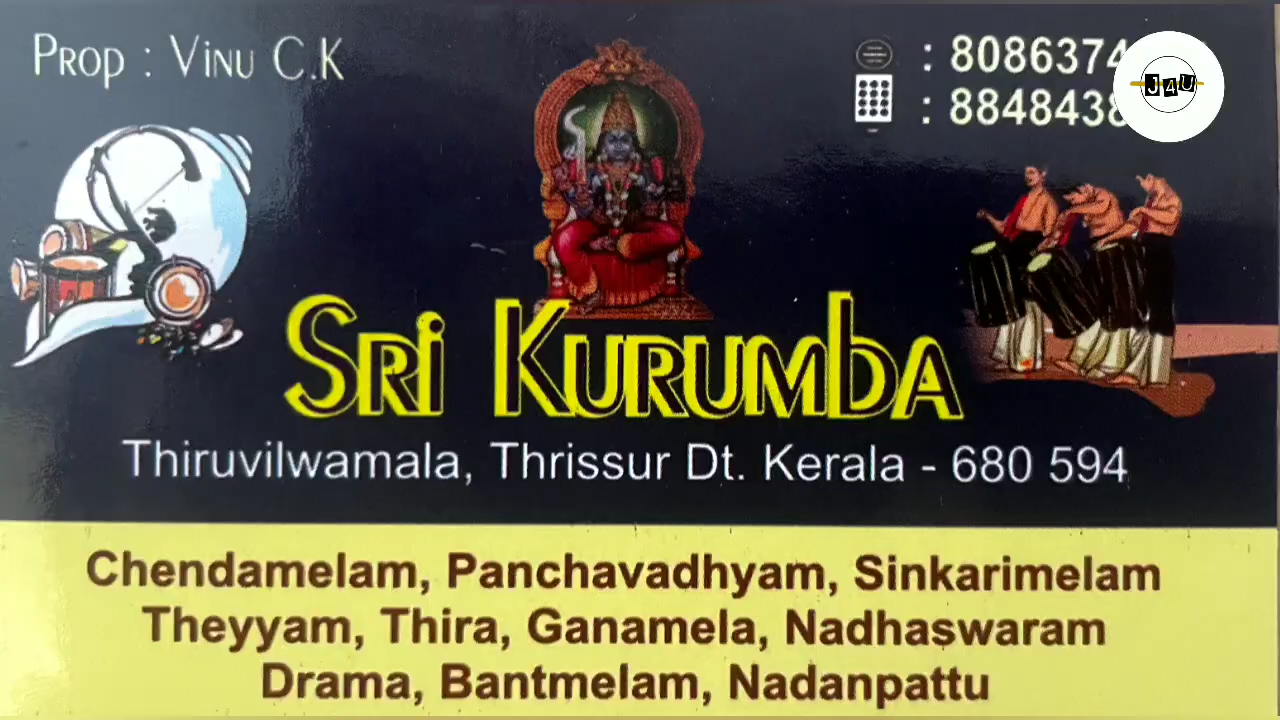 Prop : Vinu C.K
: 8086374
: 884843
J4U
Sri Kurumba
Thiruvilwamala, Thrissur Dt. Kerala - 680 594
Chendamelam, Panchavadhyam, Sinkarimelam
Theyyam, Thira, Ganamela, Nadhaswaram
Drama, Bantmelam, Nadanpattu